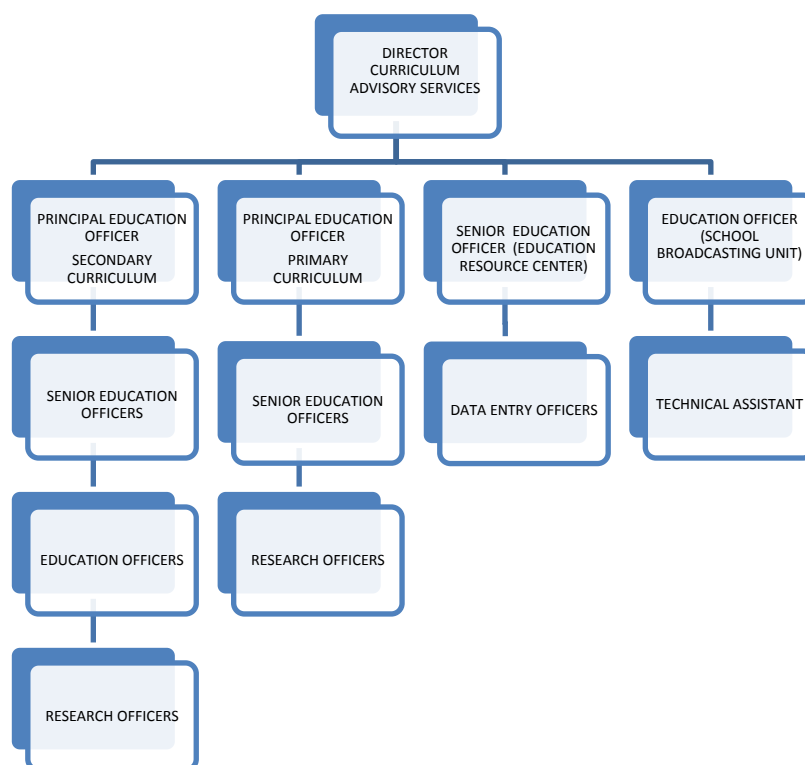 DIRECTOR
CURRICULUM
ADVISORY SERVICES
PRINCIPAL EDUCATION
OFFICER
SECONDARY
CURRICULUM
PRINCIPAL EDUCATION
OFFICER
PRIMARY
CURRICULUM
SENIOR EDUCATION
OFFICER (EDUCATION
RESOURCE CENTER)
EDUCATION OFFICER
(SCHOOL
BROADCASTING UNIT)
SENIOR EDUCATION
OFFICERS
SENIOR EDUCATION
OFFICERS
DATA ENTRY OFFICERS
TECHNICAL ASSISTANT
EDUCATION OFFICERS
RESEARCH OFFICERS
RESEARCH OFFICERS